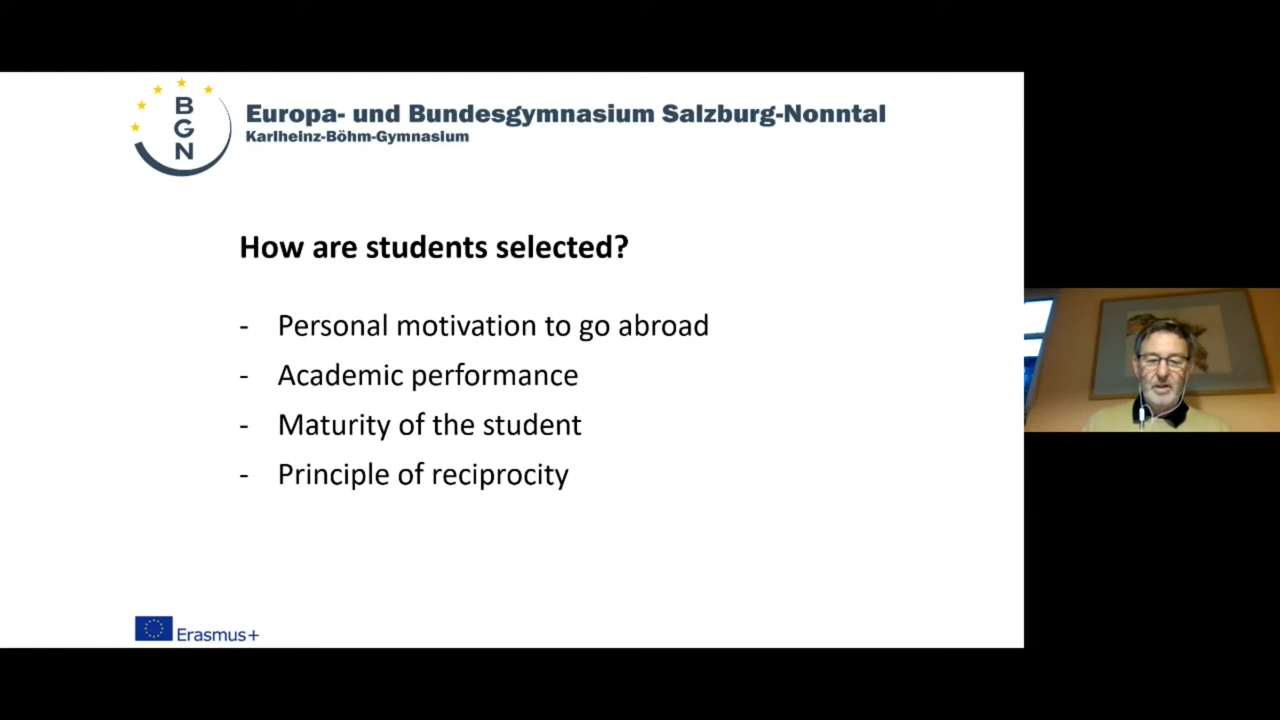 B
G
N
Europa- und Bundesgymnasium Salzburg-Nonntal
Karlheinz-Böhm-Gymnasium
How are students selected?
- Personal motivation to go abroad
- Academic performance
- Maturity of the student
- Principle of reciprocity
Erasmus+